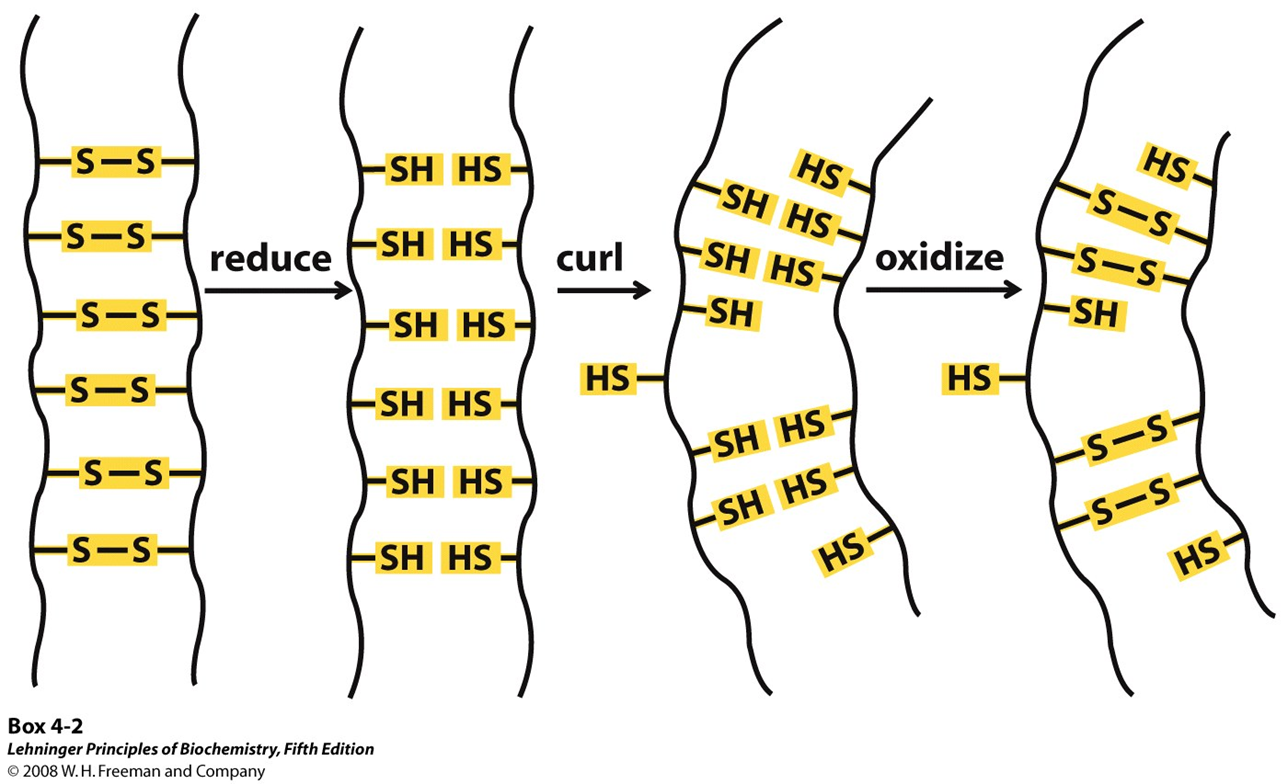 S—S
S—S
S—S
S—S
S—S
S—S
reduce
SH HS
SH HS
SH HS
SH HS
SH HS
SH HS
curl
HS
SH HS
SH HS
SH
HS
SH HS
SH HS
HS
oxidize
HS
S—S
S—S
SH
HS
S—S
S—S
HS
Box 4-2
Lehninger Principles of Biochemistry, Fifth Edition
© 2008 W. H. Freeman and Company